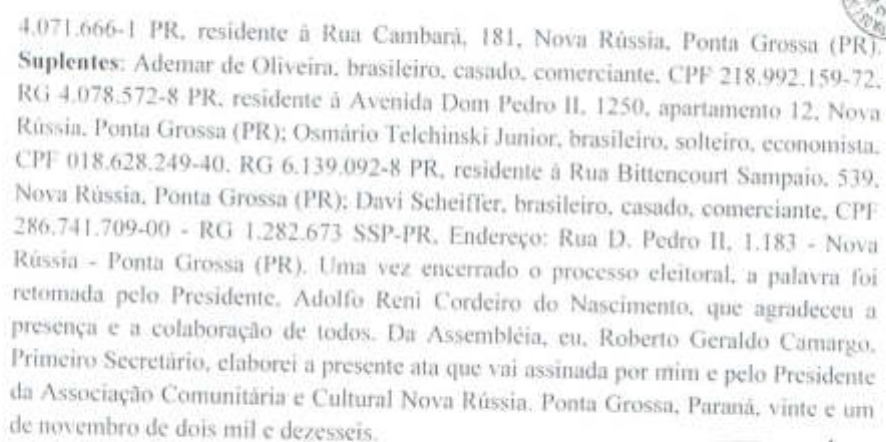 4.071.666-1 PR, residente à Rua Cambará, 181, Nova Rússia, Ponta Grossa (PR).
Suplentes: Ademar de Oliveira, brasileiro, casado, comerciante, CPF 218.992.159-72,
RG 4.078.572-8 PR, residente à Avenida Dom Pedro II, 1250, apartamento 12, Nova
Rússia, Ponta Grossa (PR); Osmário Telchinski Junior, brasileiro, solteiro, economista,
CPF 018.628.249-40, RG 6.139.092-8 PR, residente à Rua Bittencourt Sampaio, 539,
Nova Rússia, Ponta Grossa (PR); Davi Scheiffer, brasileiro, casado, comerciante, CPF
286.741.709-00 - RG 1.282.673 SSP-PR, Endereço: Rua D. Pedro II, 1.183 - Nova
Rússia - Ponta Grossa (PR). Uma vez encerrado o processo eleitoral, a palavra foi
retomada pelo Presidente, Adolfo Reni Cordeiro do Nascimento, que agradeceu a
presença e a colaboração de todos. Da Assembléia, eu, Roberto Geraldo Camargo,
Primeiro Secretário, elaborei a presente ata que vai assinada por mim e pelo Presidente
da Associação Comunitária e Cultural Nova Rússia. Ponta Grossa, Paraná, vinte e um
de novembro de dois mil e dezesseis.